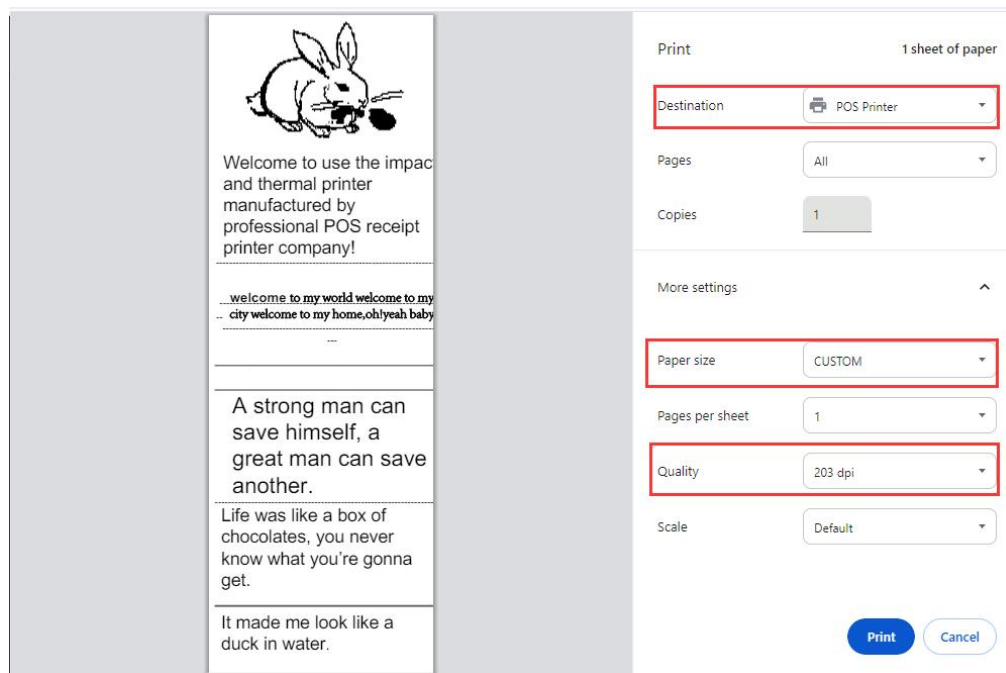 Welcome to use the impac
and thermal printer
manufactured by
professional POS receipt
printer company!
welcome to my world welcome to my
city welcome to my home,oh!yeah baby
A strong man can
save himself, a
great man can save
another.
Life was like a box of
chocolates, you never
know what you're gonna
get.
It made me look like a
duck in water.
Print 1 sheet of paper
Destination POS Printer
Pages All
Copies 1
More settings
Paper size CUSTOM
Pages per sheet 1
Quality 203 dpi
Scale Default
Print Cancel